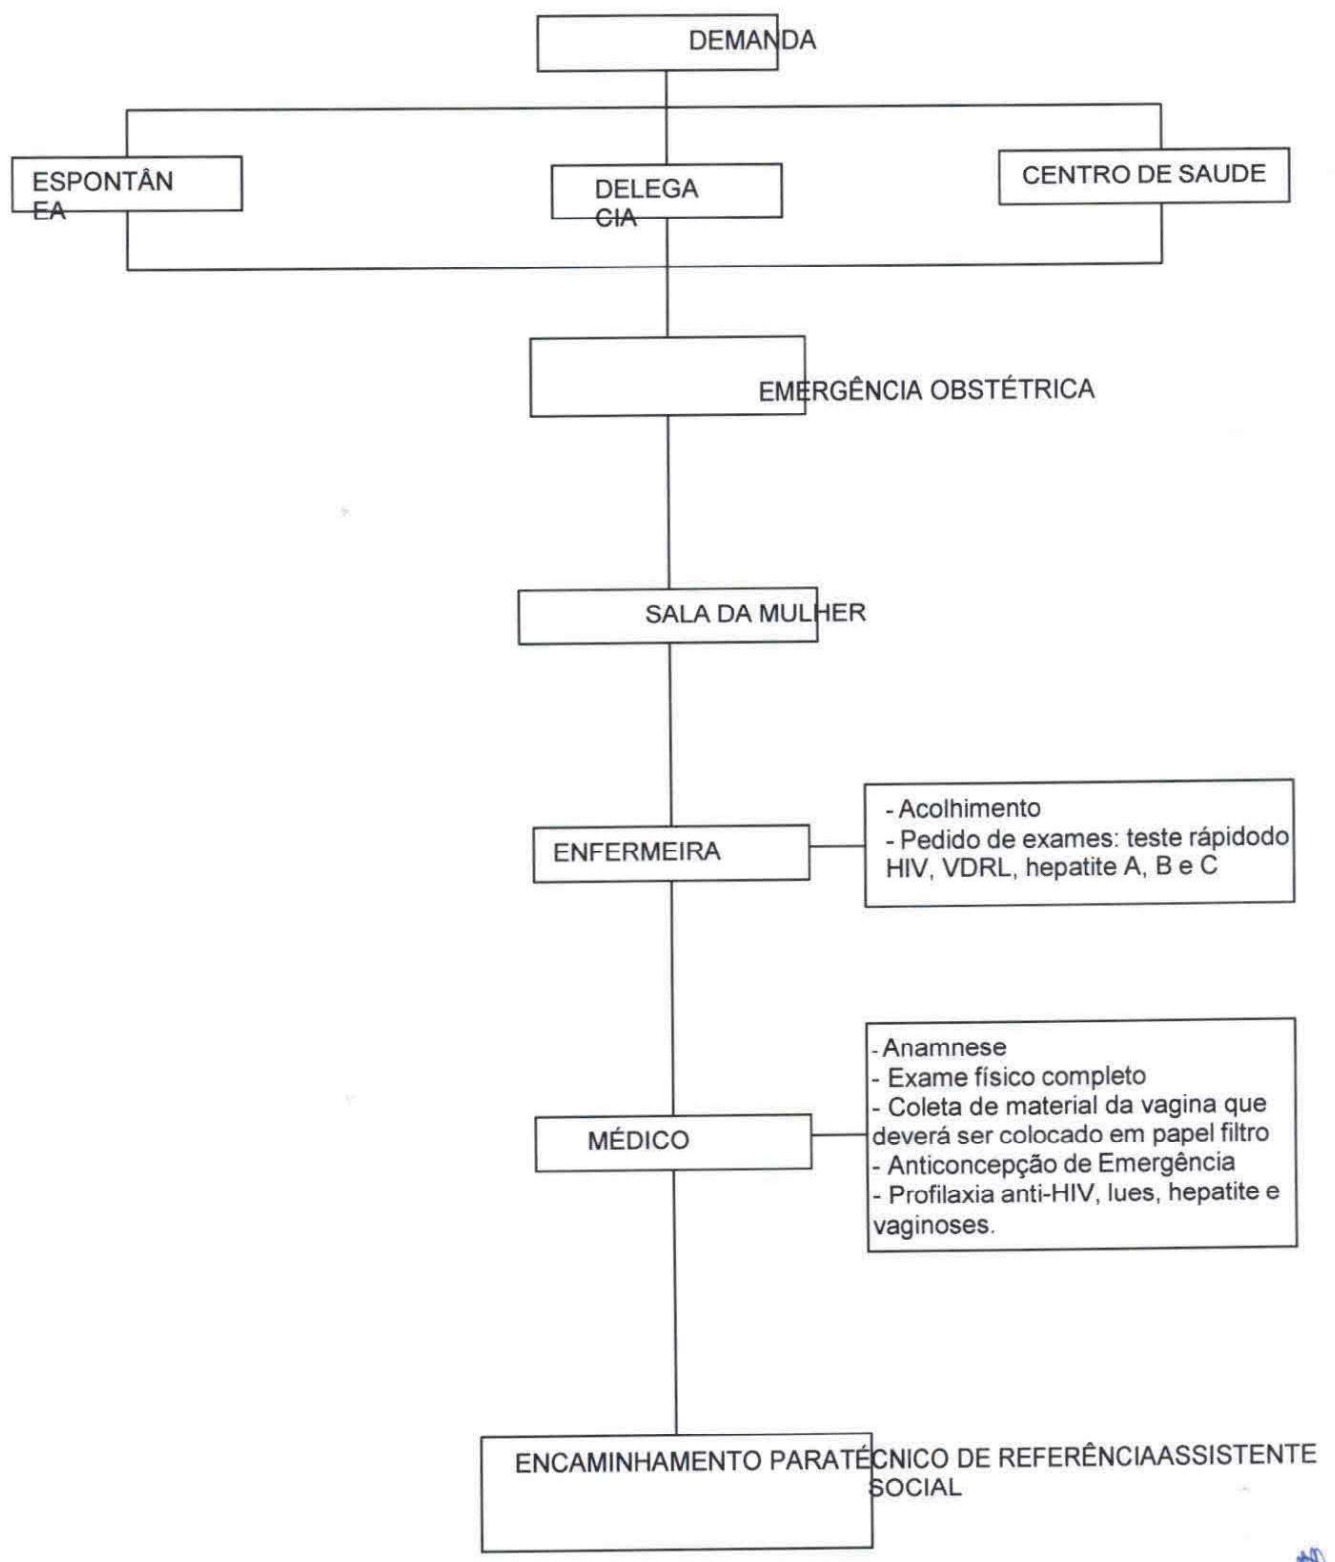 DEMANDA
ESPONTÂN
EA
DELEGA
CIA
CENTRO DE SAUDE
EMERGÊNCIA OBSTÉTRICA
SALA DA MULHER
ENFERMEIRA
- Acolhimento
- Pedido de exames: teste rápidodo
HIV, VDRL, hepatite A, B e C
MÉDICO
- Anamnese
- Exame físico completo
- Coleta de material da vagina que
deverá ser colocado em papel filtro
- Anticoncepção de Emergência
- Profilaxia anti-HIV, lues, hepatite e
vaginoses.
ENCAMINHAMENTO PARATÉCNICO DE REFERÊNCIAASSISTENTE
SOCIAL